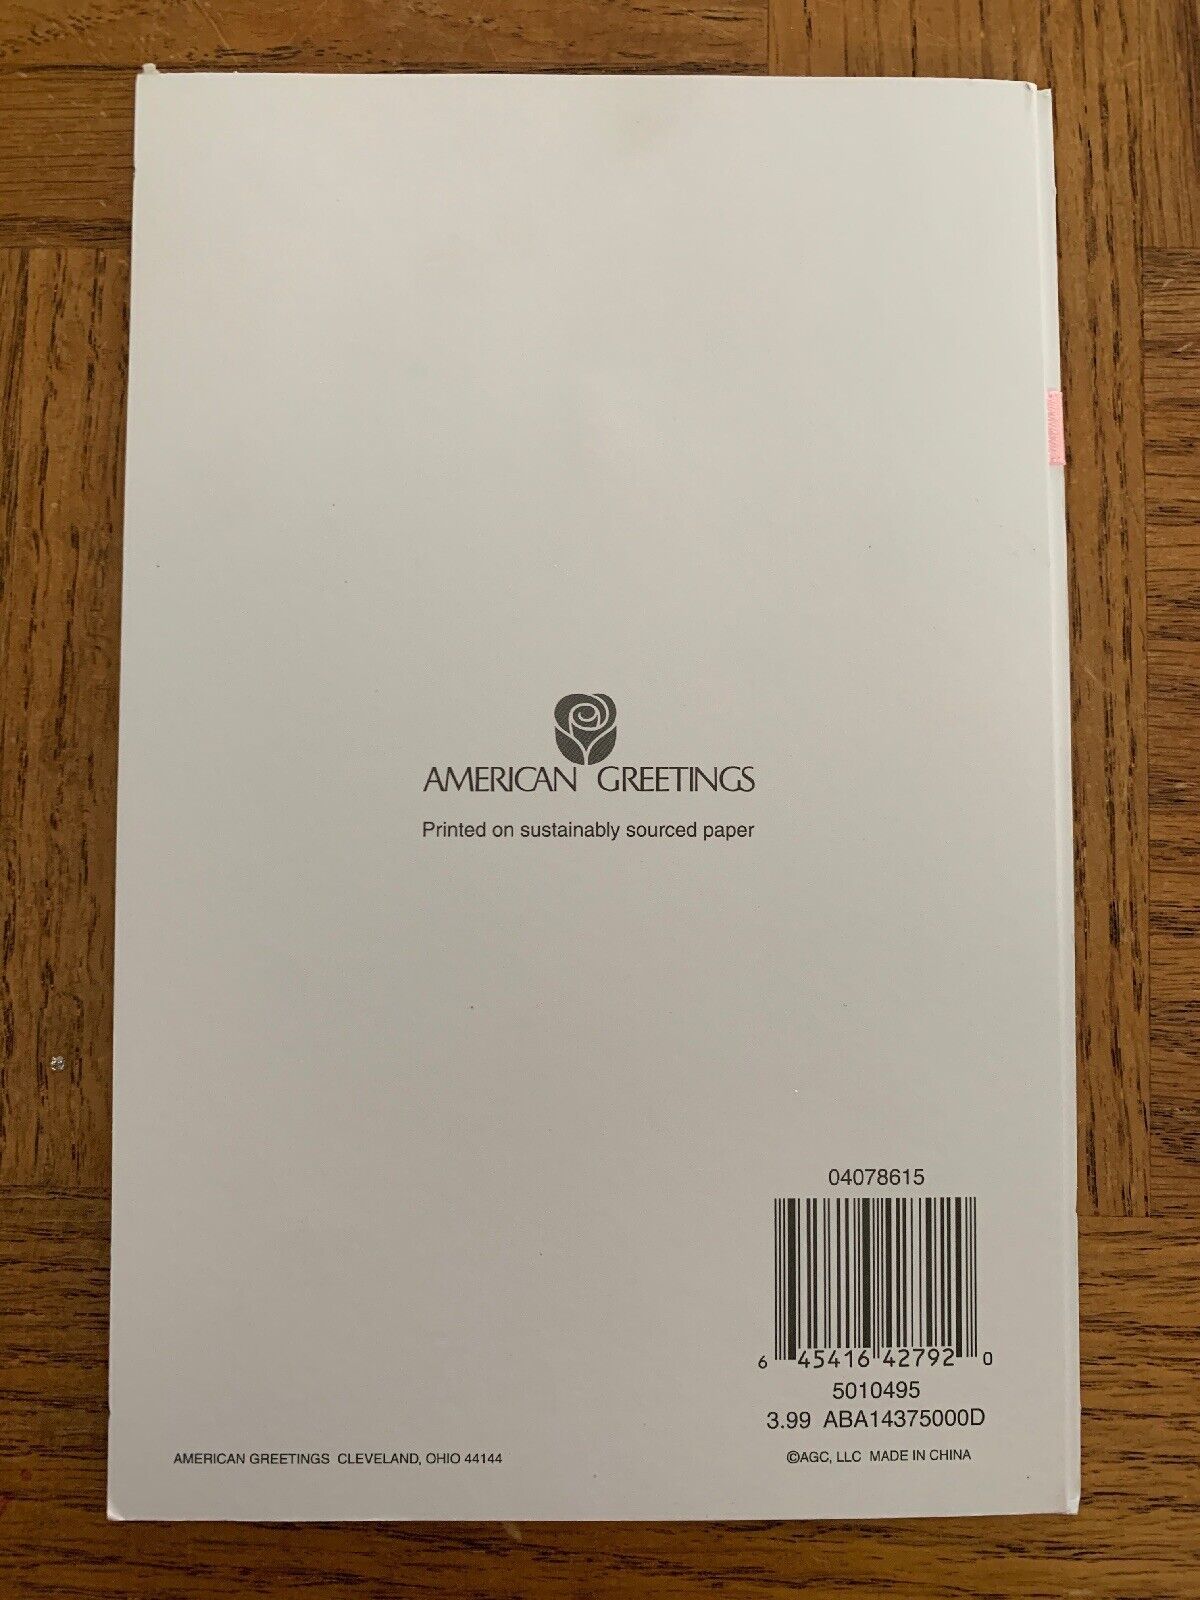 AMERICAN GREETINGS
Printed on sustainably sourced paper
04078615
6 45416 42792 0
5010495
3.99 ABA14375000D
AMERICAN GREETINGS CLEVELAND, OHIO 44144
©AGC, LLC MADE IN CHINA